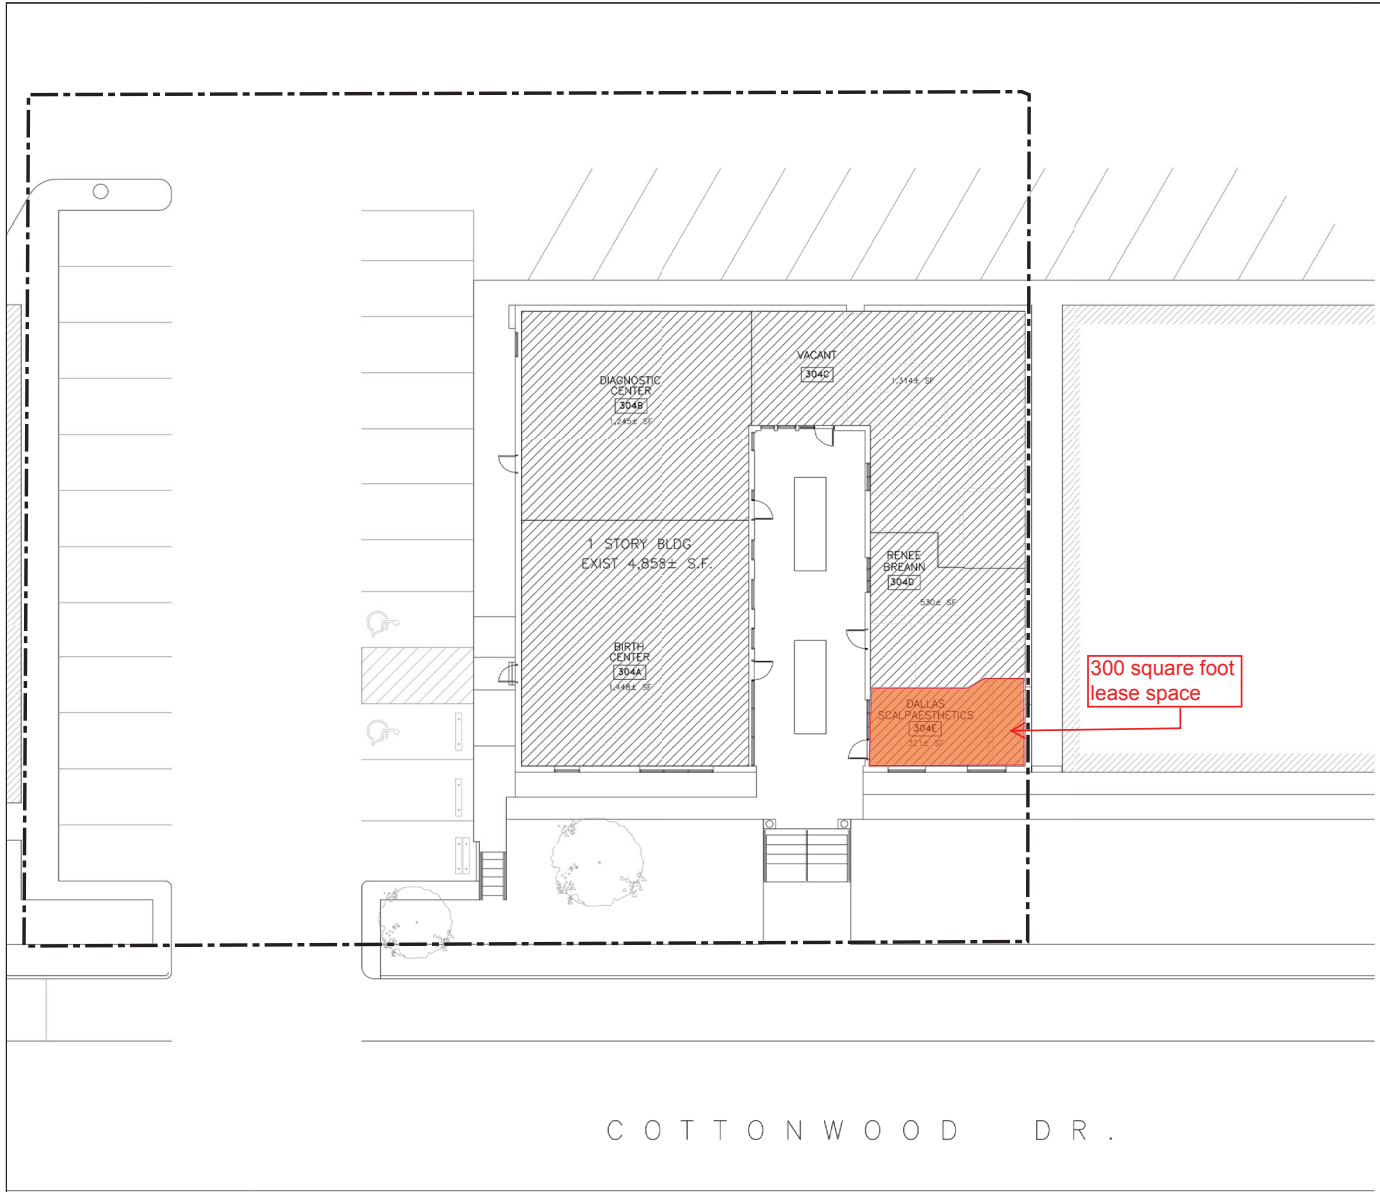 VACANT
304C
1,314± SF
DIAGNOSTIC
CENTER
304B
1,245± SF
1 STORY BLDG
EXIST 4,858± S.F.
RENEE
BREANN
304D
530± SF
BIRTH
CENTER
304A
1,448± SF
300 square foot
lease space
DALLAS
SCALPAESTHETICS
304E
321± SF
COTTONWOOD DR.